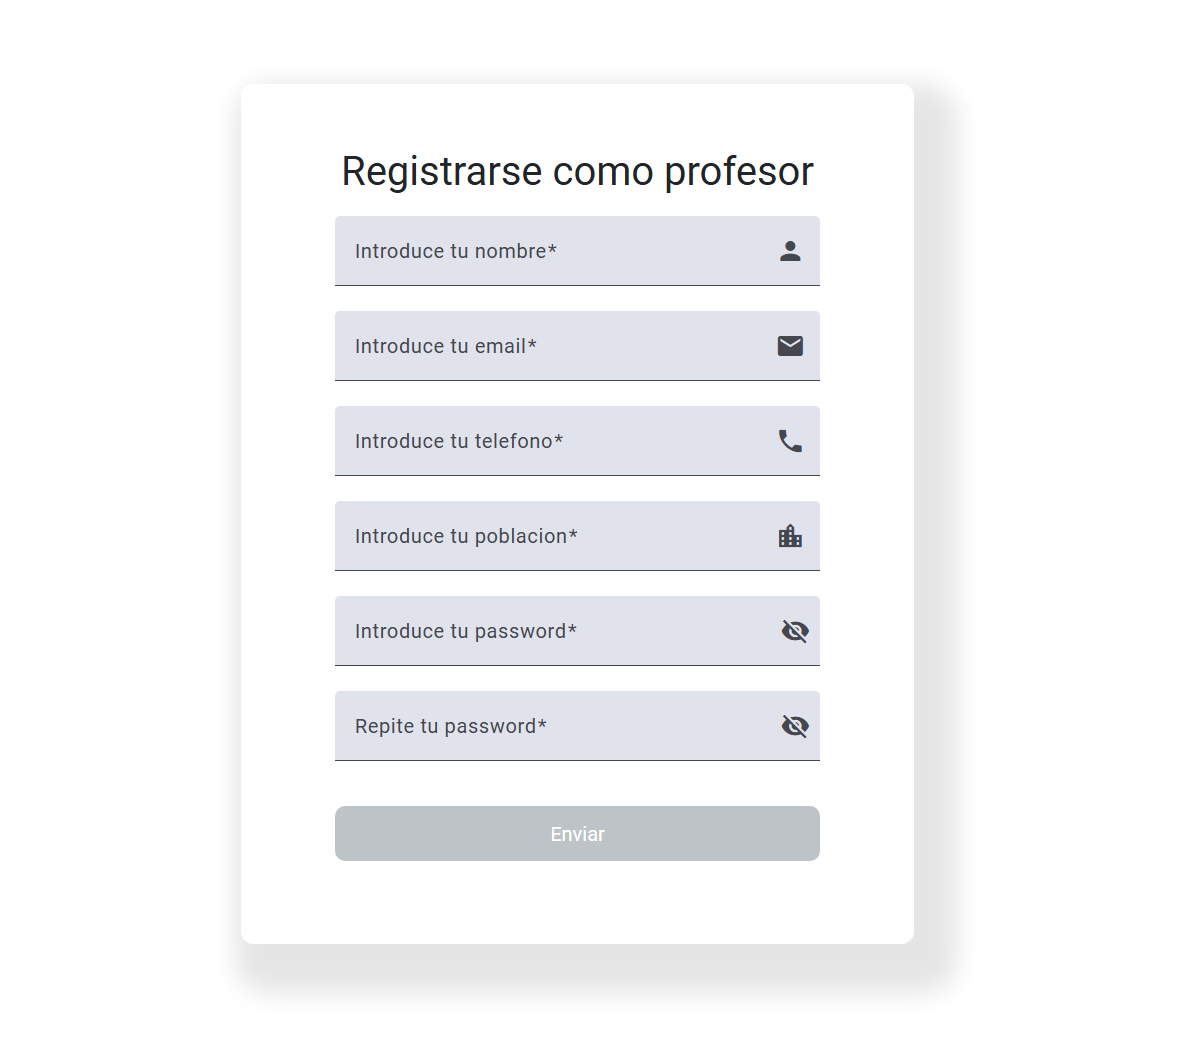 Registrarse como profesor
Introduce tu nombre*
Introduce tu email*
Introduce tu telefono*
Introduce tu poblacion*
Introduce tu password*
Repite tu password*
Enviar